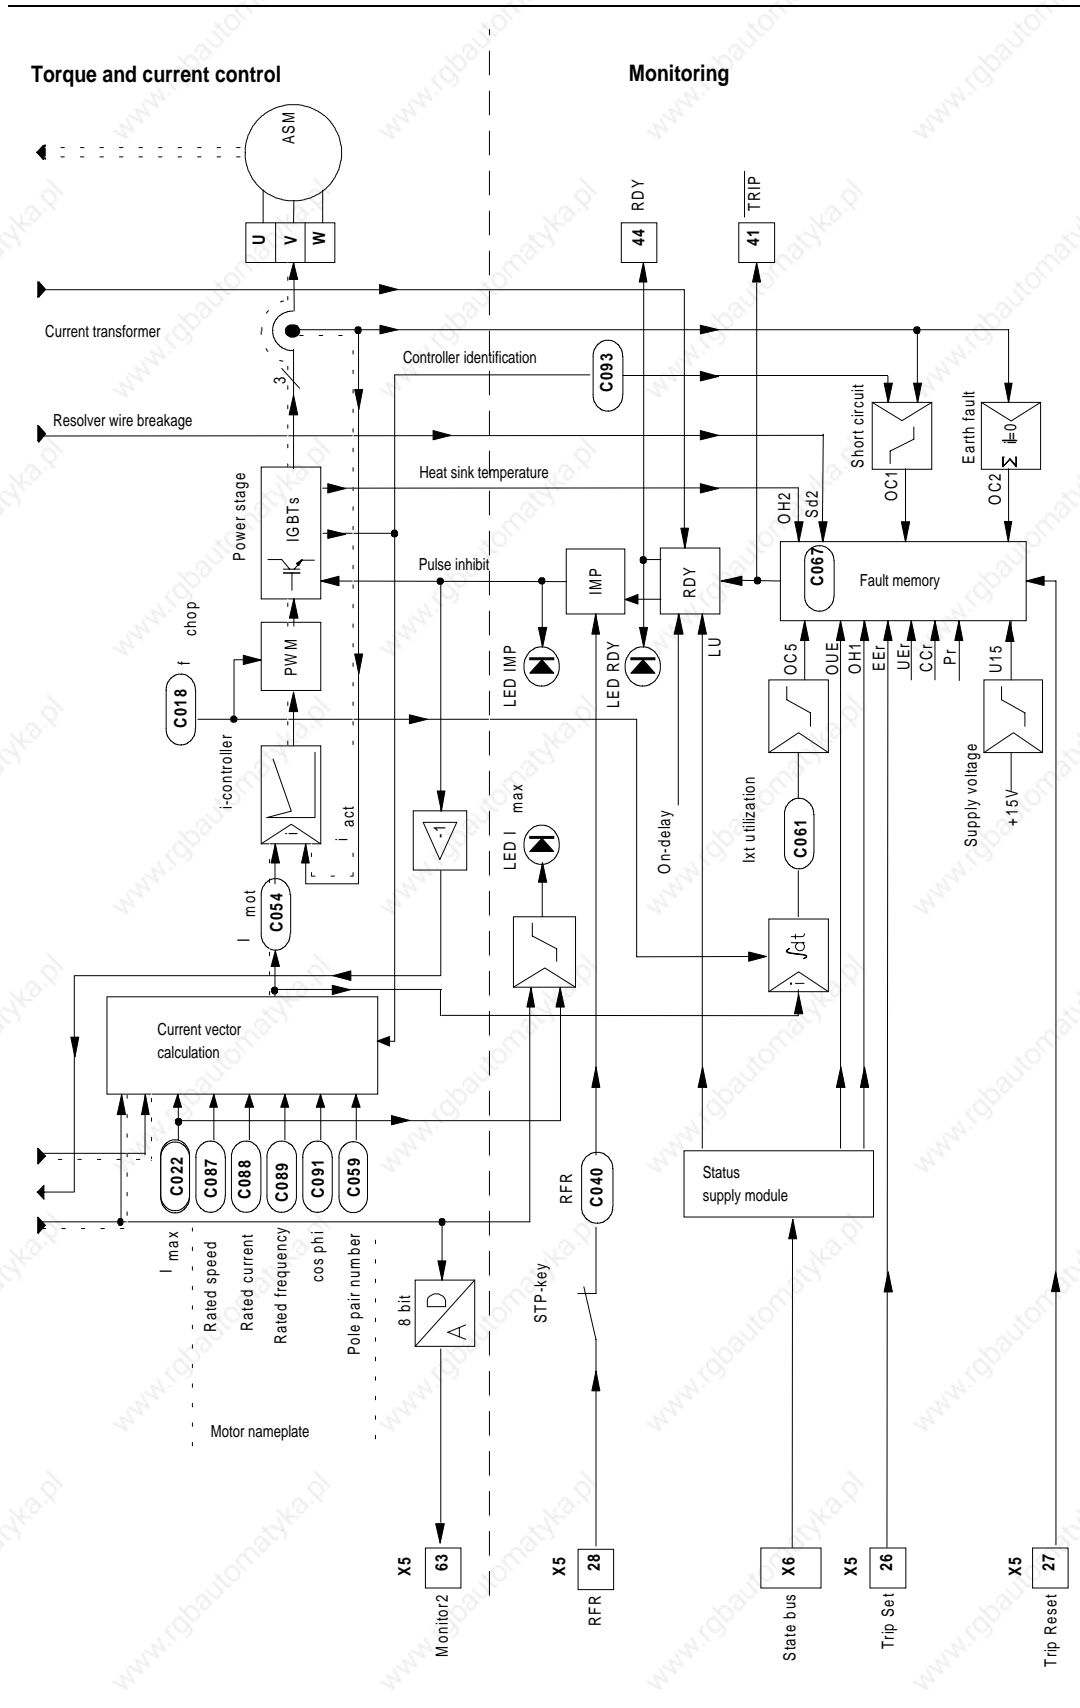 Torque and current control
Monitoring
ASM
U
V
W
44
RDY
41
TRIP
Current transformer
3
Controller identification
C093
Short circuit
Earth fault
Σ i=0
Resolver wire breakage
Heat sink temperature
OC1
OC2
OH2
Sd2
Power stage
IGBTs
Pulse inhibit
IMP
RDY
C067
Fault memory
LED IMP
LED RDY
LU
OC5
OUE
OH1
EEr
UEr
CCr
Pr
U15
f chop
C018
PWM
i-controller
i
i act
-1
LED I max
On-delay
Ixt utilization
C061
Supply voltage
+15V
I mot
C054
∫dt
i
Current vector
calculation
C022
C087
C088
C089
C091
C059
I max
Rated speed
Rated current
Rated frequency
cos phi
Pole pair number
Motor nameplate
8 bit
D
A
RFR
C040
STP-key
Status
supply module
X5
63
Monitor2
X5
28
RFR
X6
State bus
X5
26
Trip Set
X5
27
Trip Reset
www.rgbautomatyka.pl